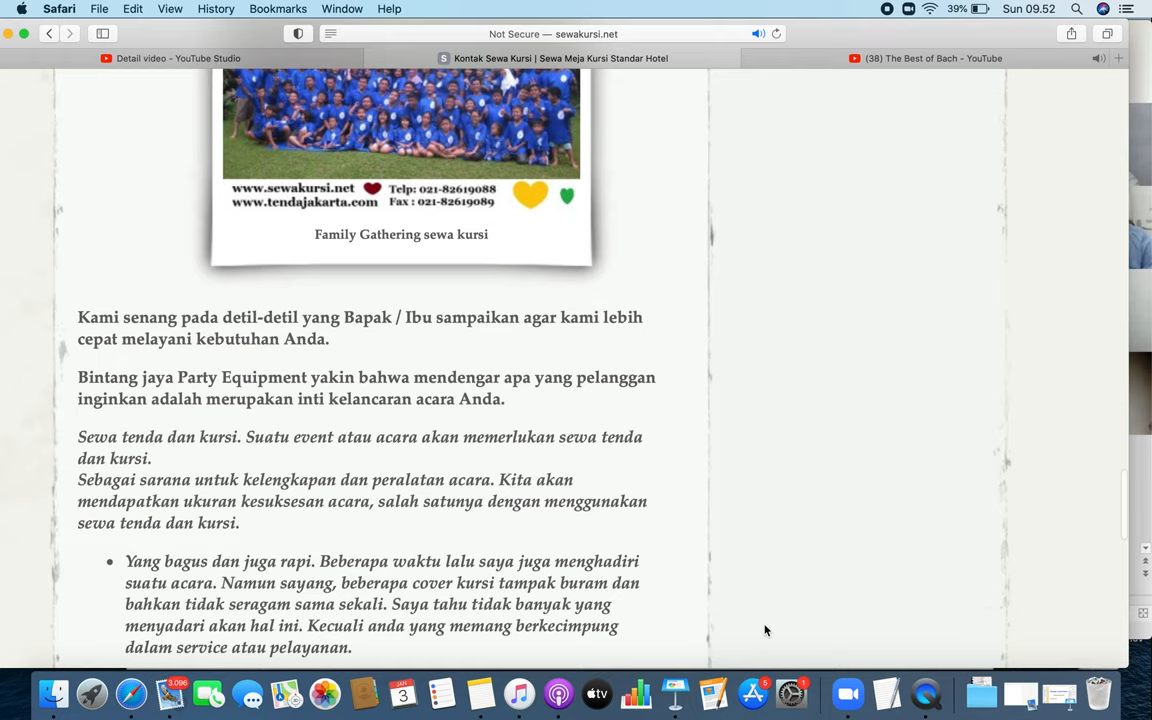 Safari File Edit View History Bookmarks Window Help 39% Sun 09.52
Not Secure — sewakursi.net
Detail video - YouTube Studio
S Kontak Sewa Kursi | Sewa Meja Kursi Standar Hotel
(38) The Best of Bach - YouTube
www.sewakursi.net Telp: 021-82619088
www.tendajakarta.com Fax : 021-82619089
Family Gathering sewa kursi
Kami senang pada detil-detil yang Bapak / Ibu sampaikan agar kami lebih
cepat melayani kebutuhan Anda.
Bintang jaya Party Equipment yakin bahwa mendengar apa yang pelanggan
inginkan adalah merupakan inti kelancaran acara Anda.
Sewa tenda dan kursi. Suatu event atau acara akan memerlukan sewa tenda
dan kursi.
Sebagai sarana untuk kelengkapan dan peralatan acara. Kita akan
mendapatkan ukuran kesuksesan acara, salah satunya dengan menggunakan
sewa tenda dan kursi.
• Yang bagus dan juga rapi. Beberapa waktu lalu saya juga menghadiri
suatu acara. Namun sayang, beberapa cover kursi tampak buram dan
bahkan tidak seragam sama sekali. Saya tahu tidak banyak yang
menyadari akan hal ini. Kecuali anda yang memang berkecimpung
dalam service atau pelayanan.
3.096
JAN
3
tv
5
1